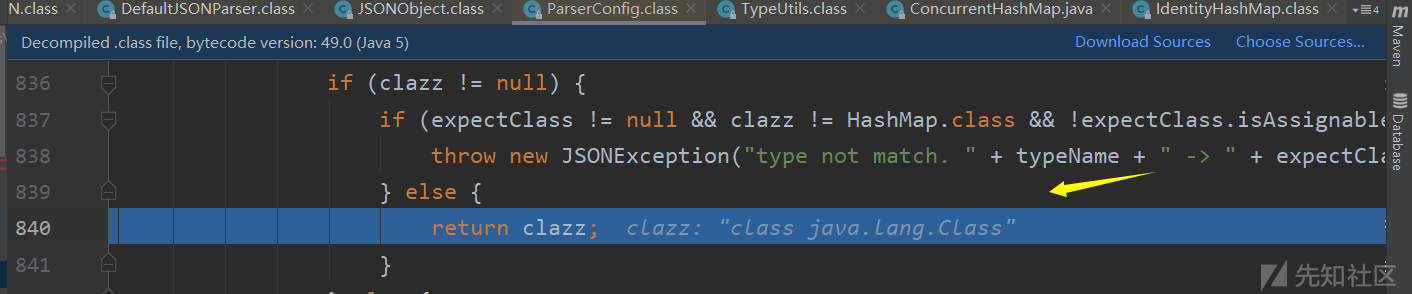 N.class DefaultJSONParser.class JSONObject.class ParserConfig.class TypeUtils.class ConcurrentHashMap.java IdentityHashMap.class 4
Decompiled .class file, bytecode version: 49.0 (Java 5) Download Sources Choose Sources...
Maven
Database
836 if (clazz != null) {
837 if (expectClass != null && clazz != HashMap.class && !expectClass.isAssignable
838 throw new JSONException("type not match. " + typeName + " -> " + expectCla
839 } else {
840 return clazz; clazz: "class java.lang.Class"
841 }
先知社区